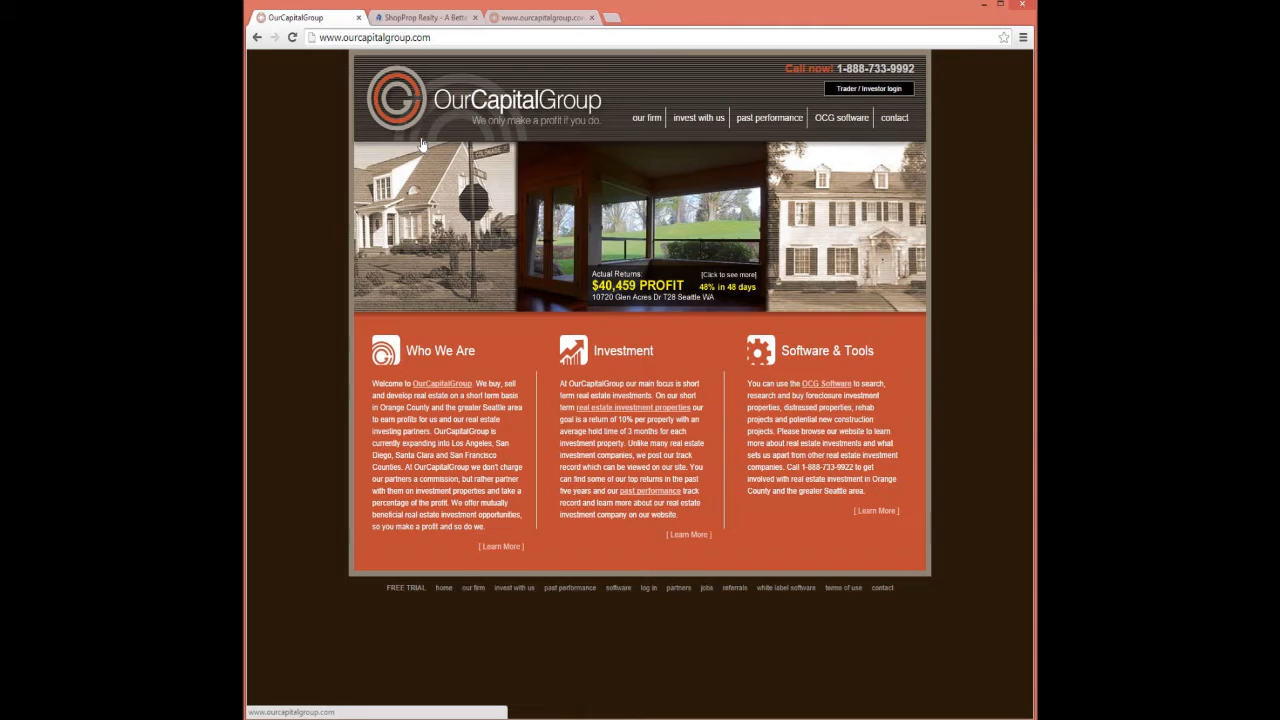 OurCapitalGroup
ShopProp Realty - A Bette
www.ourcapitalgroup.com
www.ourcapitalgroup.com
Call now! 1-888-733-9992
Trader / Investor login
OurCapitalGroup
We only make a profit if you do.
our firm
invest with us
past performance
OCG software
contact
COLORADO
Actual Returns:
[Click to see more]
$40,459 PROFIT
48% in 48 days
10720 Glen Acres Dr T28 Seattle WA
Who We Are
Welcome to OurCapitalGroup. We buy, sell
and develop real estate on a short term basis
in Orange County and the greater Seattle area
to earn profits for us and our real estate
investing partners. OurCapitalGroup is
currently expanding into Los Angeles, San
Diego, Santa Clara and San Francisco
Counties. At OurCapitalGroup we don't charge
our partners a commission, but rather partner
with them on investment properties and take a
percentage of the profit. We offer mutually
beneficial real estate investment opportunities,
so you make a profit and so do we.
[ Learn More ]
Investment
At OurCapitalGroup our main focus is short
term real estate investments. On our short
term real estate investment properties our
goal is a return of 10% per property with an
average hold time of 3 months for each
investment property. Unlike many real estate
investment companies, we post our track
record which can be viewed on our site. You
can find some of our top returns in the past
five years and our past performance track
record and learn more about our real estate
investment company on our website.
[ Learn More ]
Software & Tools
You can use the OCG Software to search,
research and buy foreclosure investment
properties, distressed properties, rehab
projects and potential new construction
projects. Please browse our website to learn
more about real estate investments and what
sets us apart from other real estate investment
companies. Call 1-888-733-9922 to get
involved with real estate investment in Orange
County and the greater Seattle area.
[ Learn More ]
FREE TRIAL home our firm invest with us past performance software log in partners jobs referrals white label software terms of use contact
www.ourcapitalgroup.com